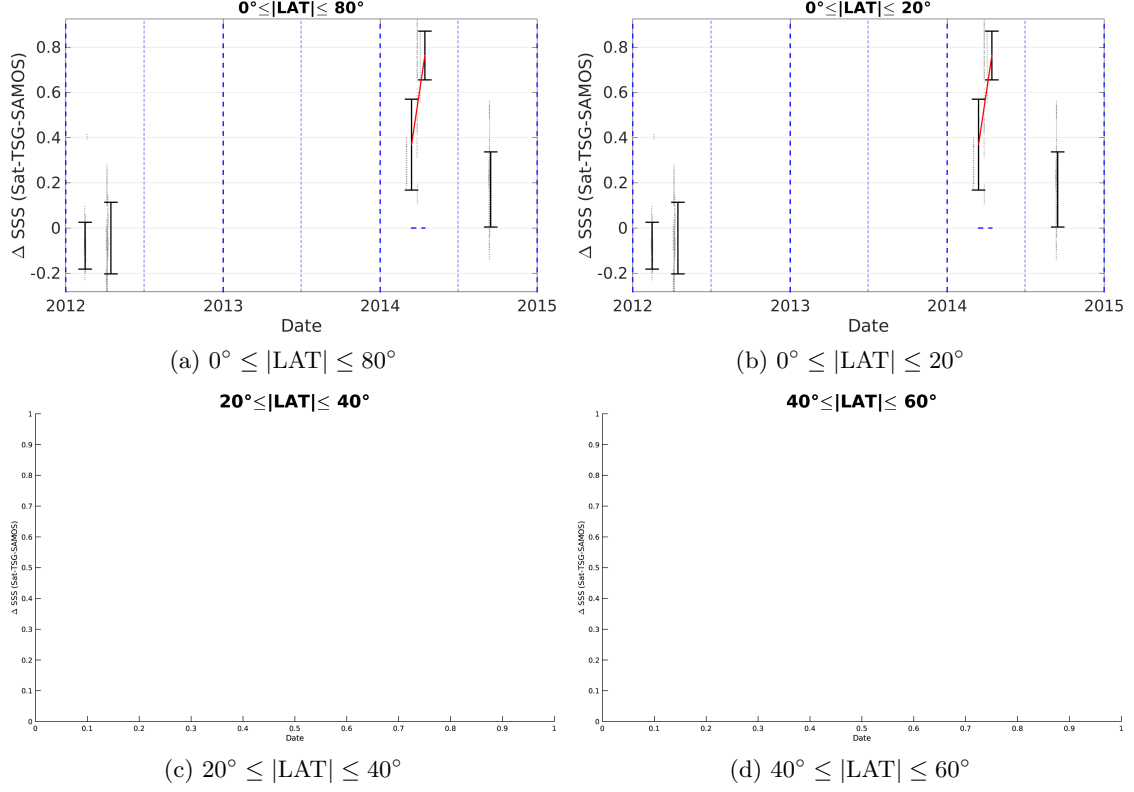 0°≤|LAT|≤ 80°
Δ SSS (Sat-TSG-SAMOS)
0.8
0.6
0.4
0.2
0
-0.2
2012 2013 2014 2015
Date
(a) 0° ≤ |LAT| ≤ 80°
0°≤|LAT|≤ 20°
Δ SSS (Sat-TSG-SAMOS)
0.8
0.6
0.4
0.2
0
-0.2
2012 2013 2014 2015
Date
(b) 0° ≤ |LAT| ≤ 20°
20°≤|LAT|≤ 40°
Δ SSS (Sat-TSG-SAMOS)
1
0.9
0.8
0.7
0.6
0.5
0.4
0.3
0.2
0.1
0
0 0.1 0.2 0.3 0.4 0.5 0.6 0.7 0.8 0.9 1
Date
(c) 20° ≤ |LAT| ≤ 40°
40°≤|LAT|≤ 60°
Δ SSS (Sat-TSG-SAMOS)
1
0.9
0.8
0.7
0.6
0.5
0.4
0.3
0.2
0.1
0
0 0.1 0.2 0.3 0.4 0.5 0.6 0.7 0.8 0.9 1
Date
(d) 40° ≤ |LAT| ≤ 60°